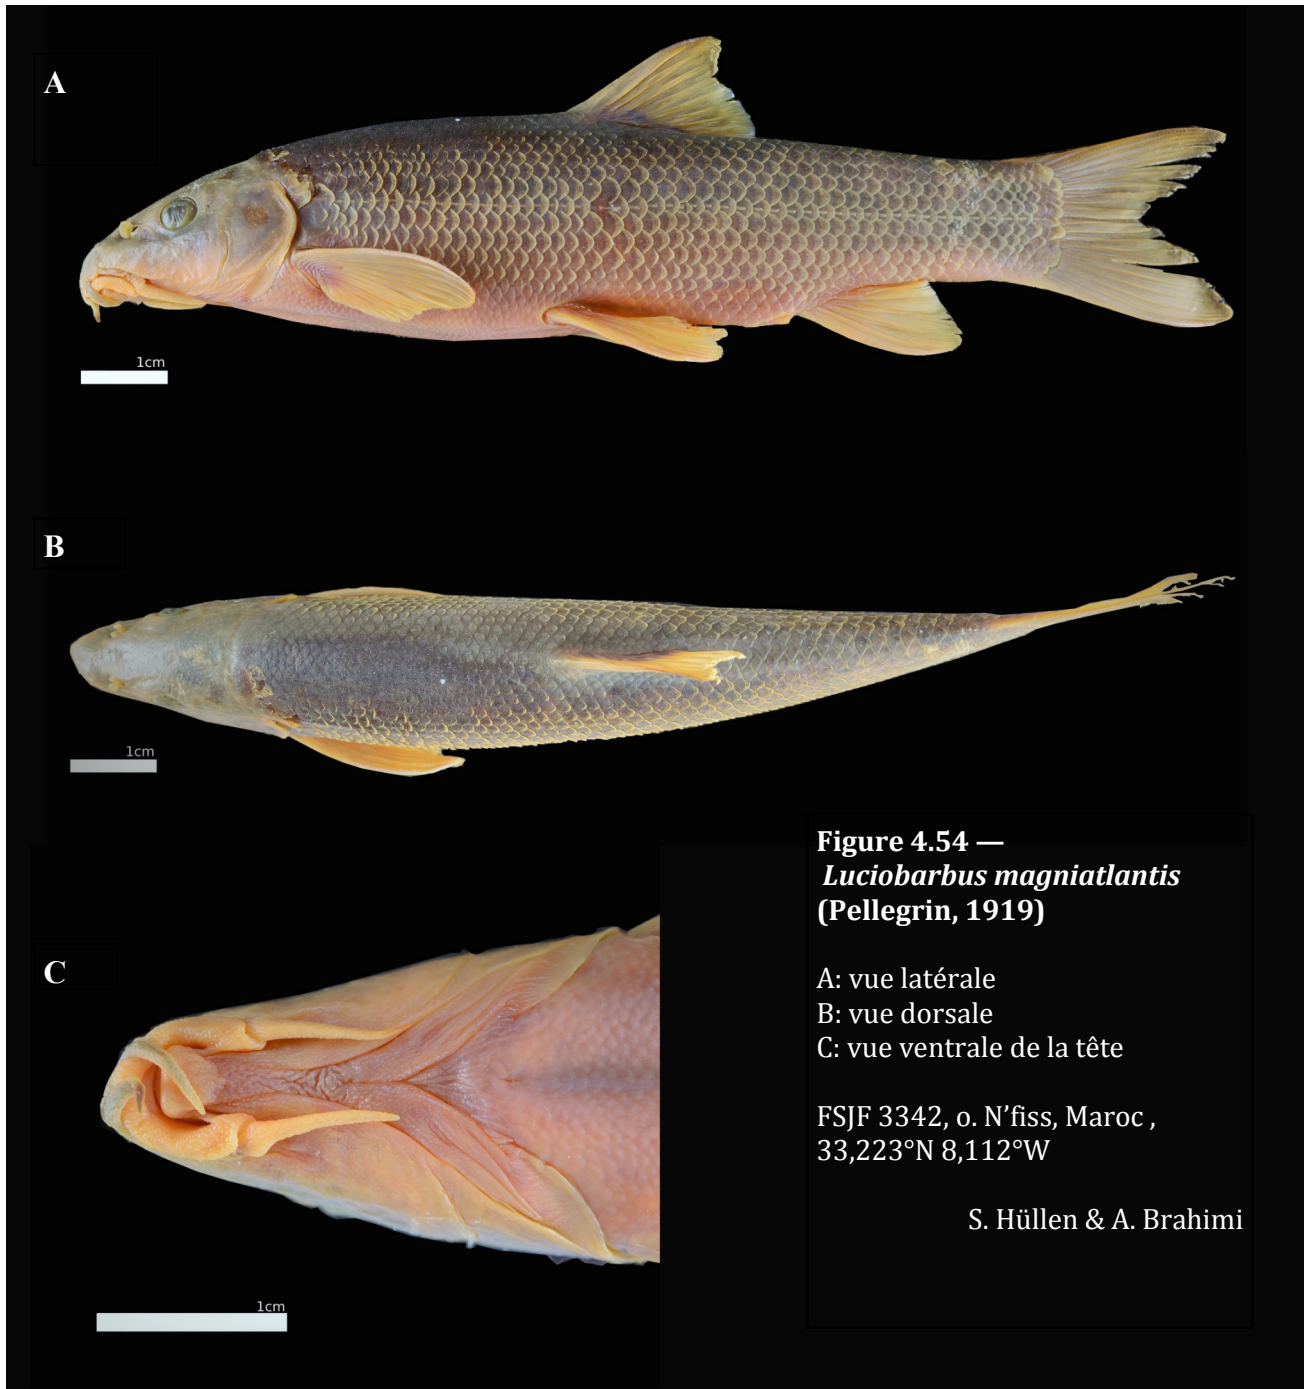 A
1cm
B
1cm
C
1cm
Figure 4.54 —
Luciobarbus magniatlantis
(Pellegrin, 1919)
A: vue latérale
B: vue dorsale
C: vue ventrale de la tête
FSJF 3342, o. N’fiss, Maroc ,
33,223°N 8,112°W
S. Hüllen & A. Brahimi